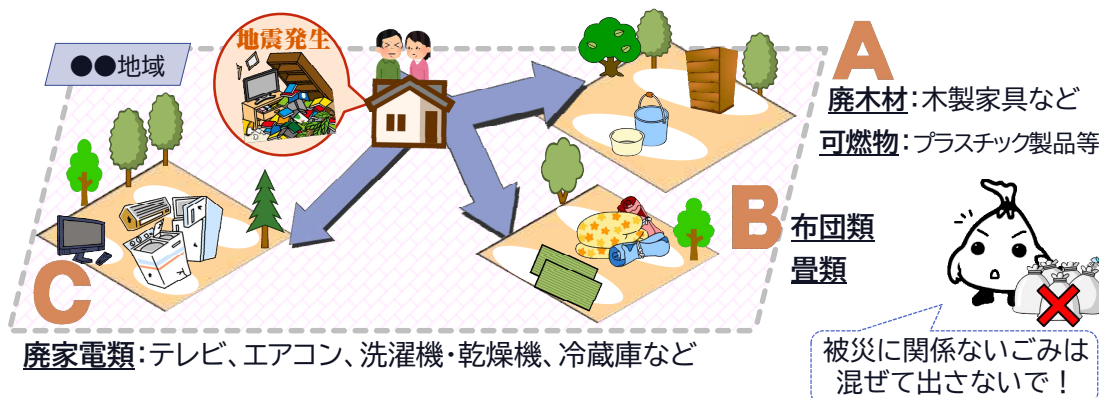 地震発生
●●地域
A
廃木材：木製家具など
可燃物：プラスチック製品等
B
布団類
畳類
C
廃家電類：テレビ、エアコン、洗濯機・乾燥機、冷蔵庫など
被災に関係ないごみは
混ぜて出さないで！